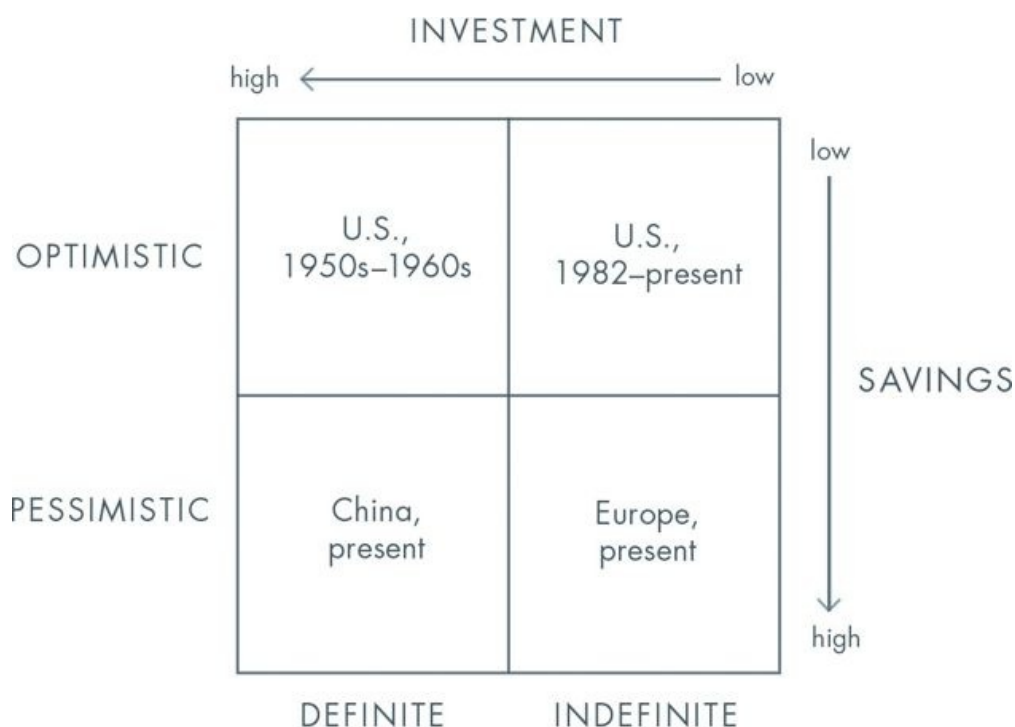 INVESTMENT
high
low
low
OPTIMISTIC
U.S.,
1950s–1960s
U.S.,
1982–present
SAVINGS
PESSIMISTIC
China,
present
Europe,
present
high
DEFINITE
INDEFINITE